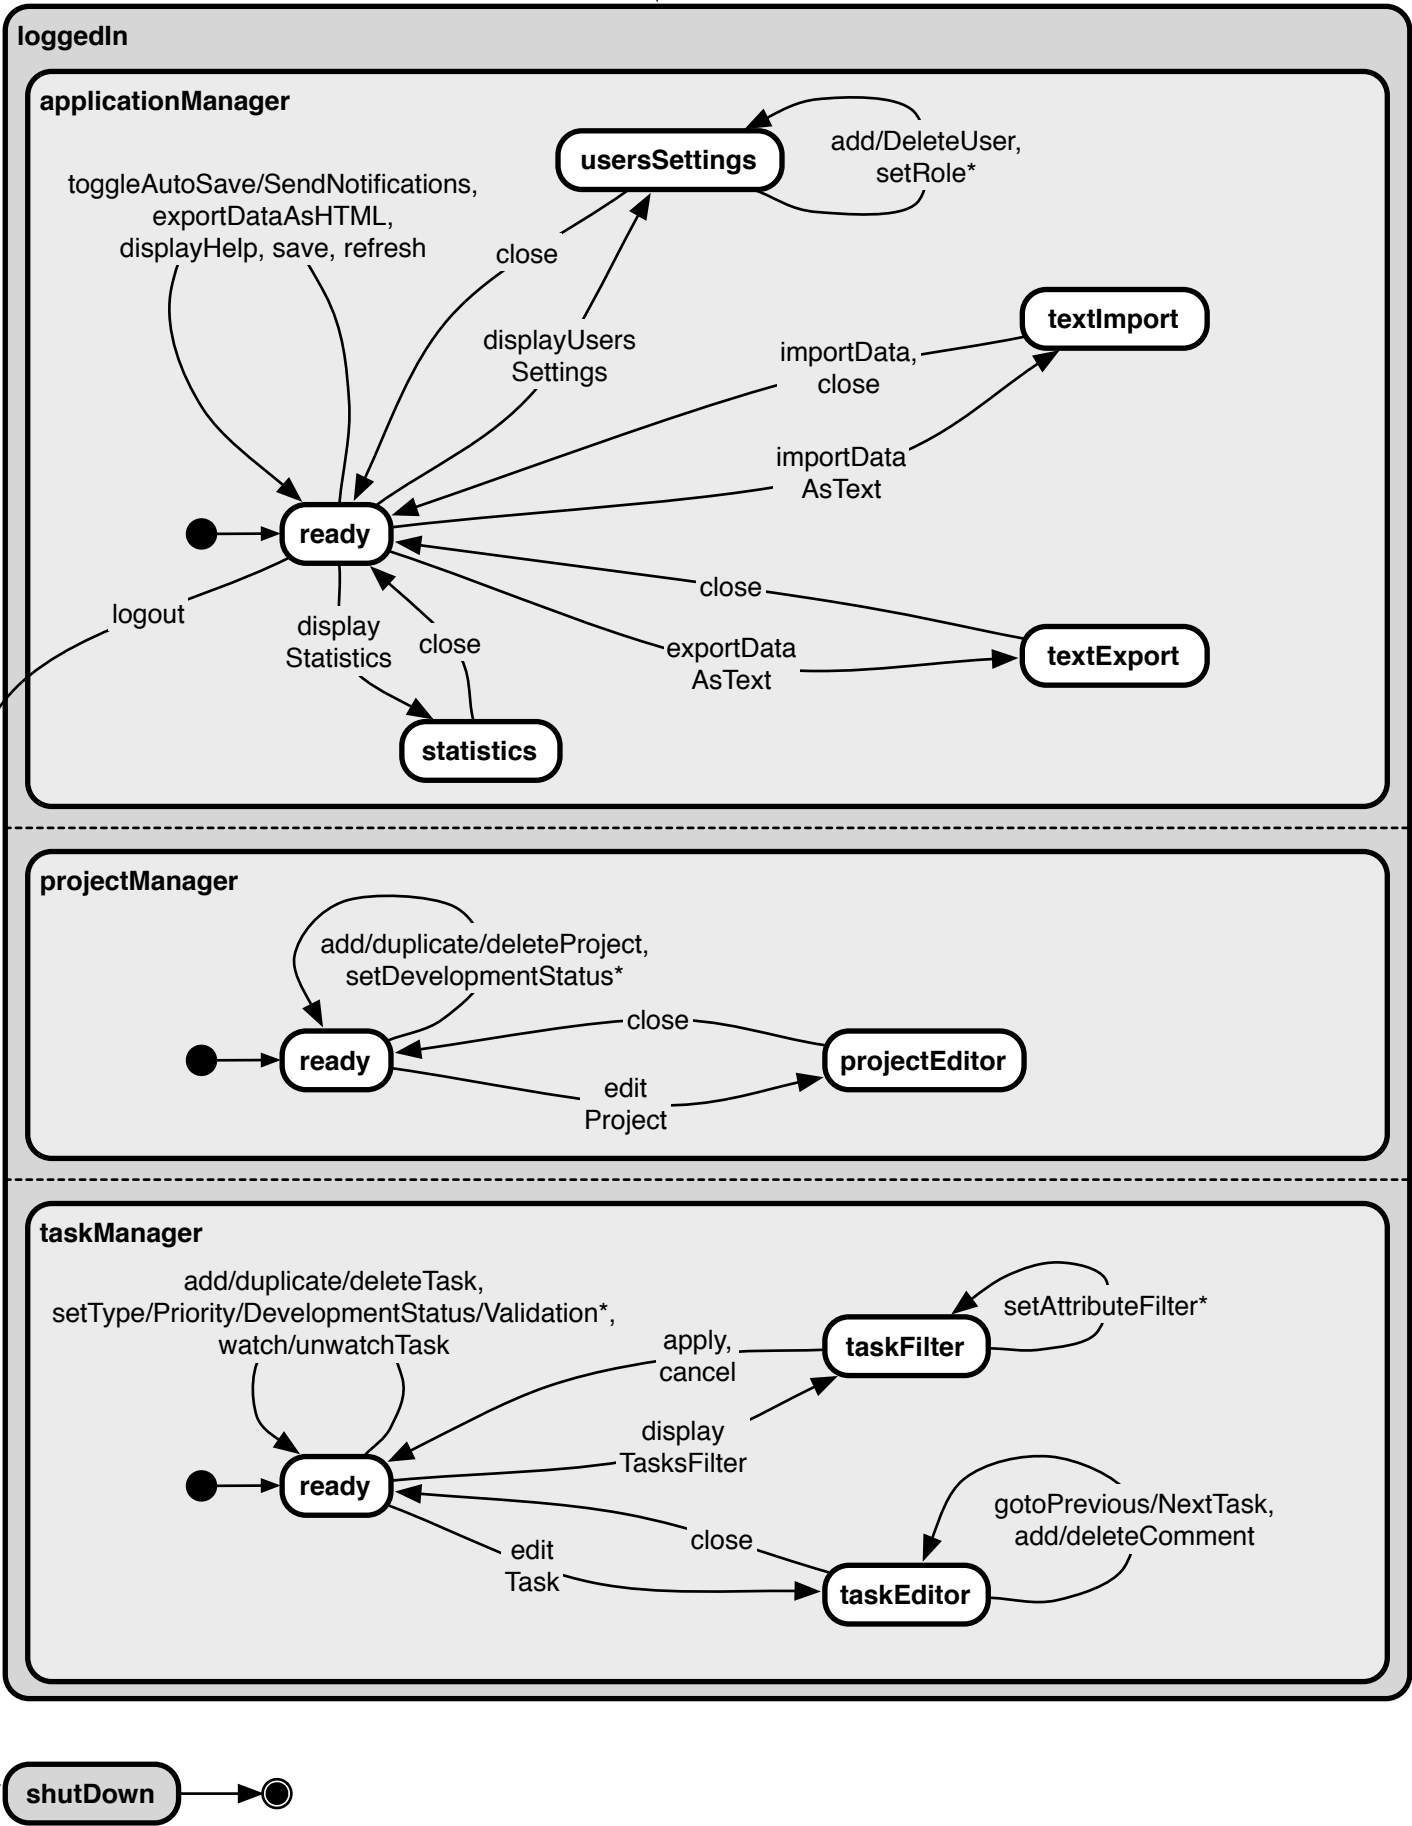 loggedIn
applicationManager
usersSettings
add/DeleteUser,
setRole*
toggleAutoSave/SendNotifications,
exportDataAsHTML,
displayHelp, save, refresh
close
displayUsers
Settings
textImport
importData,
close
importData
AsText
ready
close
logout
display
Statistics
close
exportData
AsText
textExport
statistics
projectManager
add/duplicate/deleteProject,
setDevelopmentStatus*
close
ready
projectEditor
edit
Project
taskManager
add/duplicate/deleteTask,
setType/Priority/DevelopmentStatus/Validation*,
watch/unwatchTask
setAttributeFilter*
apply,
cancel
taskFilter
display
TasksFilter
ready
gotoPrevious/NextTask,
add/deleteComment
close
edit
Task
taskEditor
shutDown